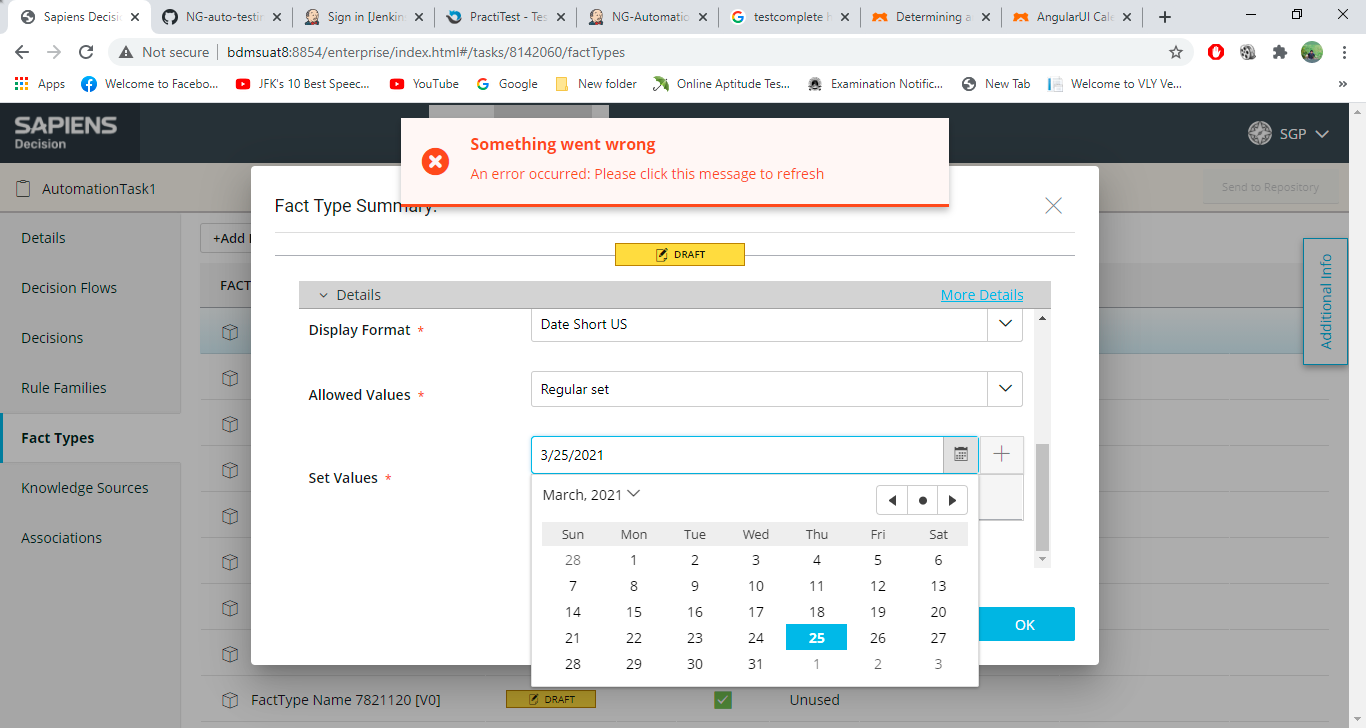 Sapiens Decisi
NG-auto-testin
Sign in [Jenkin
PractiTest - Tes
NG-Automatio
testcomplete h
Determining a
AngularUI Cale
Not secure
bdmsuat8:8854/enterprise/index.html#/tasks/8142060/factTypes
Apps
Welcome to Facebo...
JFK's 10 Best Speec...
YouTube
Google
New folder
Online Aptitude Tes...
Examination Notific...
New Tab
Welcome to VLY Ve...
»
SAPIENS
Decision
SGP
Something went wrong
An error occurred: Please click this message to refresh
AutomationTask1
Send to Repository
Fact Type Summary:
Details
Decision Flows
Decisions
Rule Families
Fact Types
Knowledge Sources
Associations
+Add
FACT
Additional Info
DRAFT
Details
More Details
Display Format *
Date Short US
Allowed Values *
Regular set
Set Values *
3/25/2021
March, 2021
Sun Mon Tue Wed Thu Fri Sat
28 1 2 3 4 5 6
7 8 9 10 11 12 13
14 15 16 17 18 19 20
21 22 23 24 25 26 27
28 29 30 31 1 2 3
OK
FactType Name 7821120 [V0]
DRAFT
Unused